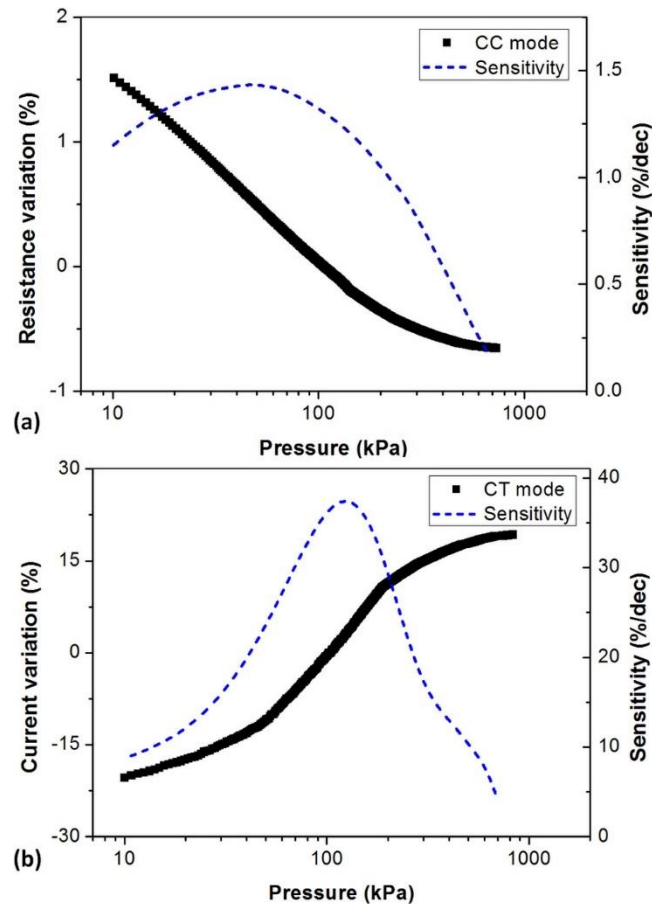 2
1
0
-1
Resistance variation (%)
CC mode
Sensitivity
1.5
1.0
0.5
0.0
Sensitivity (%/dec)
10
100
1000
Pressure (kPa)
(a)
30
15
0
-15
-30
Current variation (%)
CT mode
Sensitivity
40
30
20
10
0
Sensitivity (%/dec)
10
100
1000
Pressure (kPa)
(b)